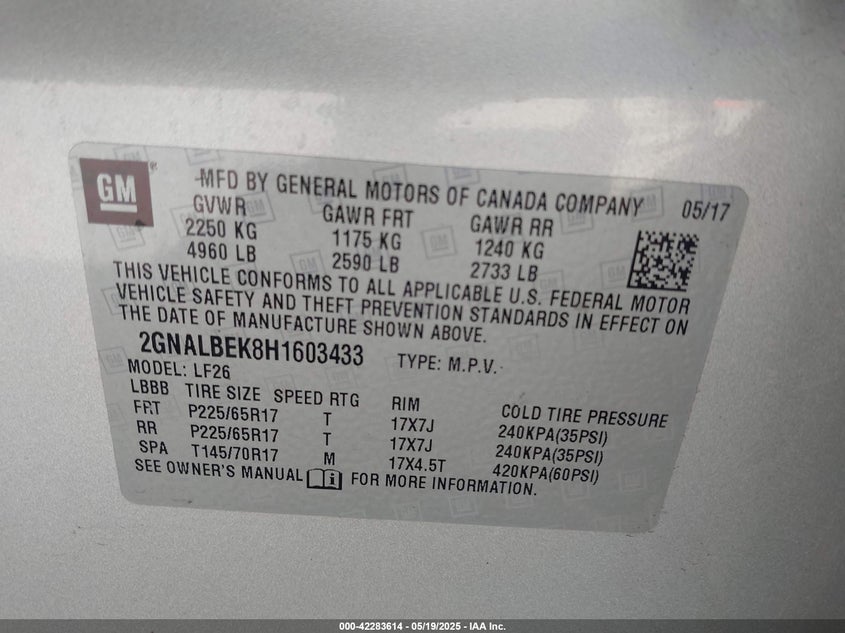 GM ® MFD BY GENERAL MOTORS OF CANADA COMPANY 05/17
GVWR GAWR FRT GAWR RR
2250 KG 1175 KG 1240 KG
4960 LB 2590 LB 2733 LB
THIS VEHICLE CONFORMS TO ALL APPLICABLE U.S. FEDERAL MOTOR
VEHICLE SAFETY AND THEFT PREVENTION STANDARDS IN EFFECT ON
THE DATE OF MANUFACTURE SHOWN ABOVE.
2GNALBEK8H1603433 TYPE: M.P.V.
MODEL: LF26
LBBB TIRE SIZE SPEED RTG RIM COLD TIRE PRESSURE
FRT P225/65R17 T 17X7J 240KPA(35PSI)
RR P225/65R17 T 17X7J 240KPA(35PSI)
SPA T145/70R17 M 17X4.5T 420KPA(60PSI)
SEE OWNER'S MANUAL FOR MORE INFORMATION.
000-42283614 - 05/19/2025 - IAA Inc.